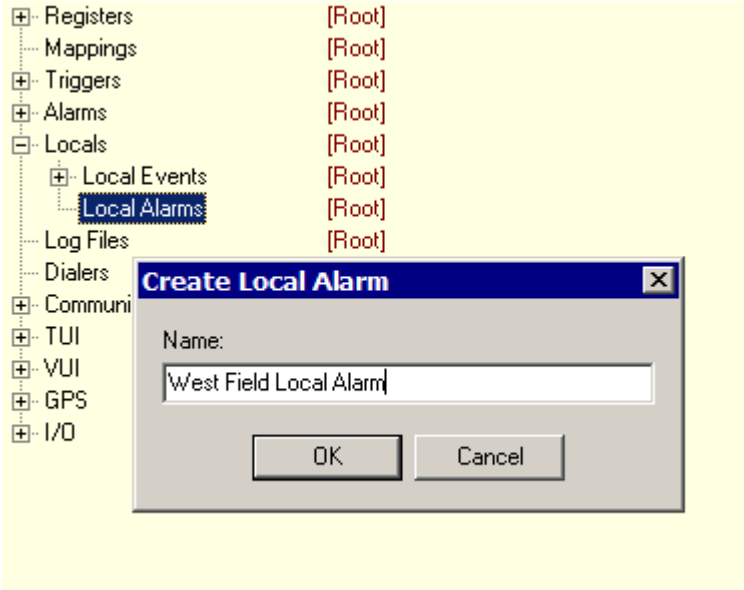 Registers [Root]
Mappings [Root]
Triggers [Root]
Alarms [Root]
Locals [Root]
Local Events [Root]
Local Alarms [Root]
Log Files [Root]
Dialers
Communi
TUI
VUI
GPS
I/O
Create Local Alarm
Name:
West Field Local Alarm
OK Cancel